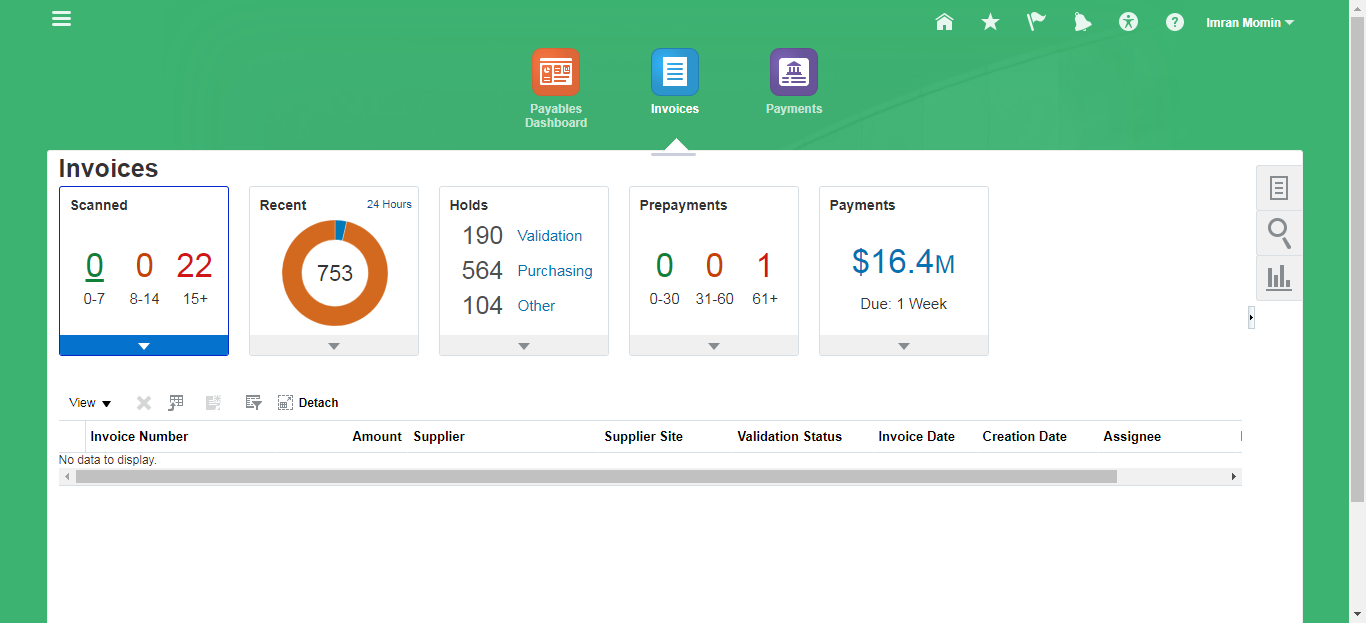 Imran Momin
Payables
Dashboard
Invoices
Payments
Invoices
Scanned
0 0 22
0-7 8-14 15+
Recent 24 Hours
753
Holds
190 Validation
564 Purchasing
104 Other
Prepayments
0 0 1
0-30 31-60 61+
Payments
$16.4M
Due: 1 Week
View Detach
Invoice Number Amount Supplier Supplier Site Validation Status Invoice Date Creation Date Assignee
No data to display.